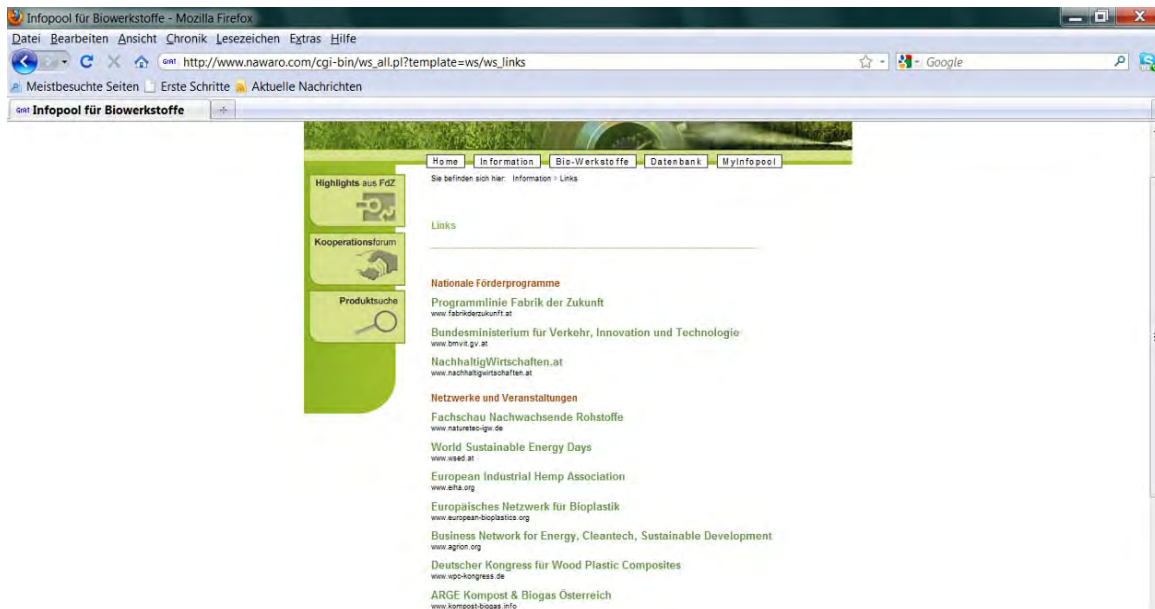 Infopool für Biowerkstoffe - Mozilla Firefox
Datei Bearbeiten Ansicht Chronik Lesezeichen Extras Hilfe
http://www.nawaro.com/cgi-bin/ws_all.pl?template=ws/ws_links
Google
Meistbesuchte Seiten Erste Schritte Aktuelle Nachrichten
Infopool für Biowerkstoffe
Home Information Bio-Werkstoffe Datenbank MyInfopool
Sie befinden sich hier: Information > Links
Highlights aus FdZ
Kooperationsforum
Produktsuche
Links
Nationale Förderprogramme
Programmlinie Fabrik der Zukunft
www.fabrikderzukunft.at
Bundesministerium für Verkehr, Innovation und Technologie
www.bmvit.gv.at
NachhaltigWirtschaften.at
www.nachhaltigwirtschaften.at
Netzwerke und Veranstaltungen
Fachschau Nachwachsende Rohstoffe
www.naturetec-igw.de
World Sustainable Energy Days
www.wsed.at
European Industrial Hemp Association
www.eiha.org
Europäisches Netzwerk für Bioplastik
www.european-bioplastics.org
Business Network for Energy, Cleantech, Sustainable Development
www.agrion.org
Deutscher Kongress für Wood Plastic Composites
www.wpc-kongress.de
ARGE Kompost & Biogas Österreich
www.kompost-biogas.info